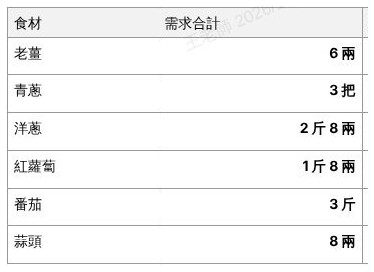 食材 需求合計
老薑 6 兩
青蔥 3 把
洋蔥 2 斤 8 兩
紅蘿蔔 1 斤 8 兩
番茄 3 斤
蒜頭 8 兩